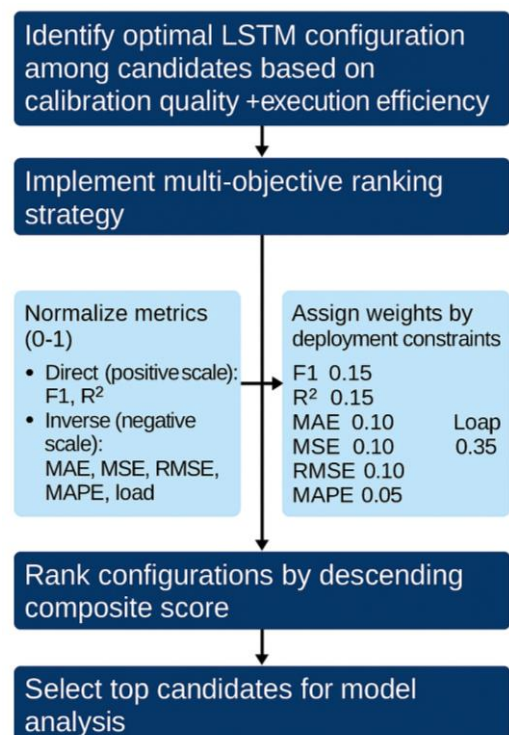 Identify optimal LSTM configuration
among candidates based on
calibration quality +execution efficiency
Implement multi-objective ranking
strategy
Normalize metrics
(0-1)
• Direct (positive scale):
F1, R²
• Inverse (negative
scale):
MAE, MSE, RMSE,
MAPE, load
Assign weights by
deployment constraints
F1 0.15
R² 0.15
MAE 0.10 Loap
MSE 0.10 0.35
RMSE 0.10
MAPE 0.05
Rank configurations by descending
composite score
Select top candidates for model
analysis